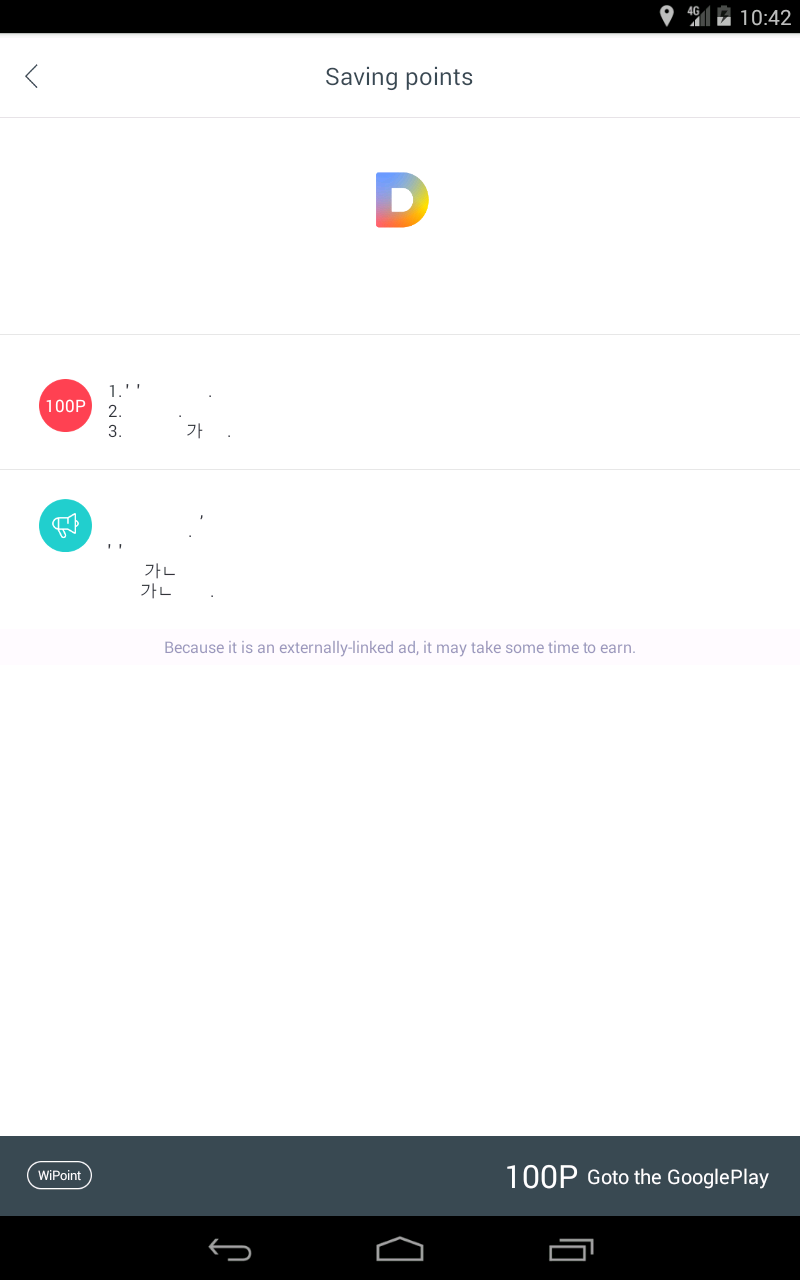 4G 10:42
Saving points
D
100P
1. ' ' .
2. .
3. 가 .
'
.
' '
가ㄴ
가ㄴ .
Because it is an externally-linked ad, it may take some time to earn.
WiPoint
100P Goto the GooglePlay